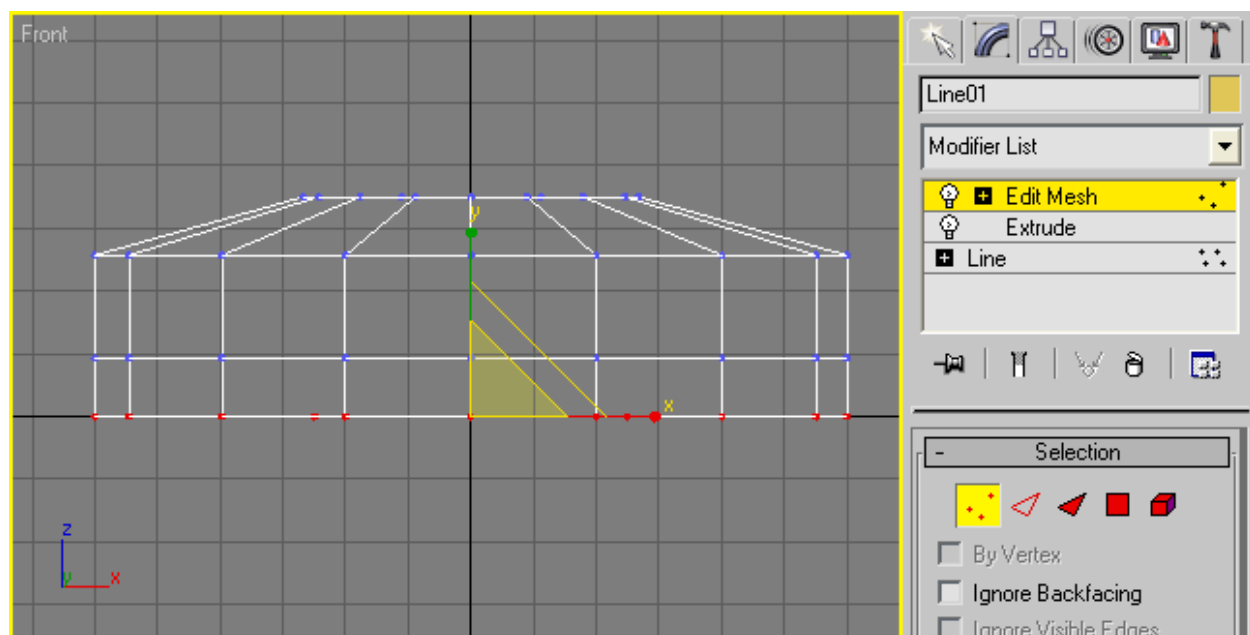 Front
y
x
z
y x
Line01
Modifier List
Edit Mesh
Extrude
Line
Selection
By Vertex
Ignore Backfacing
Ignore Visible Edges